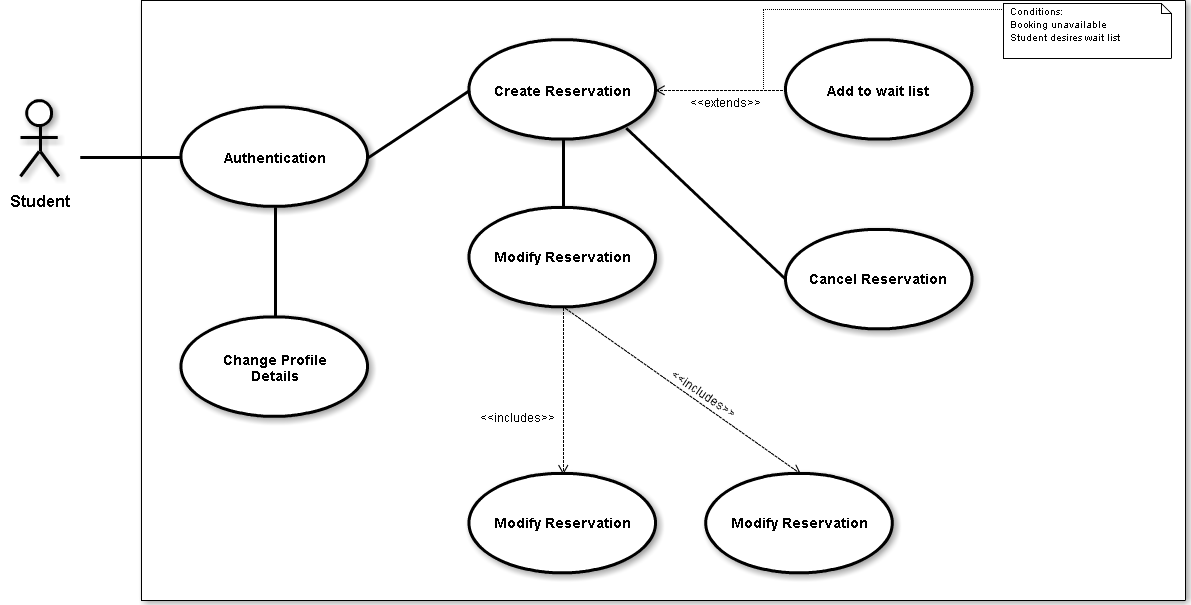 Conditions:
Booking unavailable
Student desires wait list
Create Reservation
<<extends>>
Add to wait list
Authentication
Student
Modify Reservation
Cancel Reservation
Change Profile
Details
<<includes>>
<<includes>>
Modify Reservation
Modify Reservation